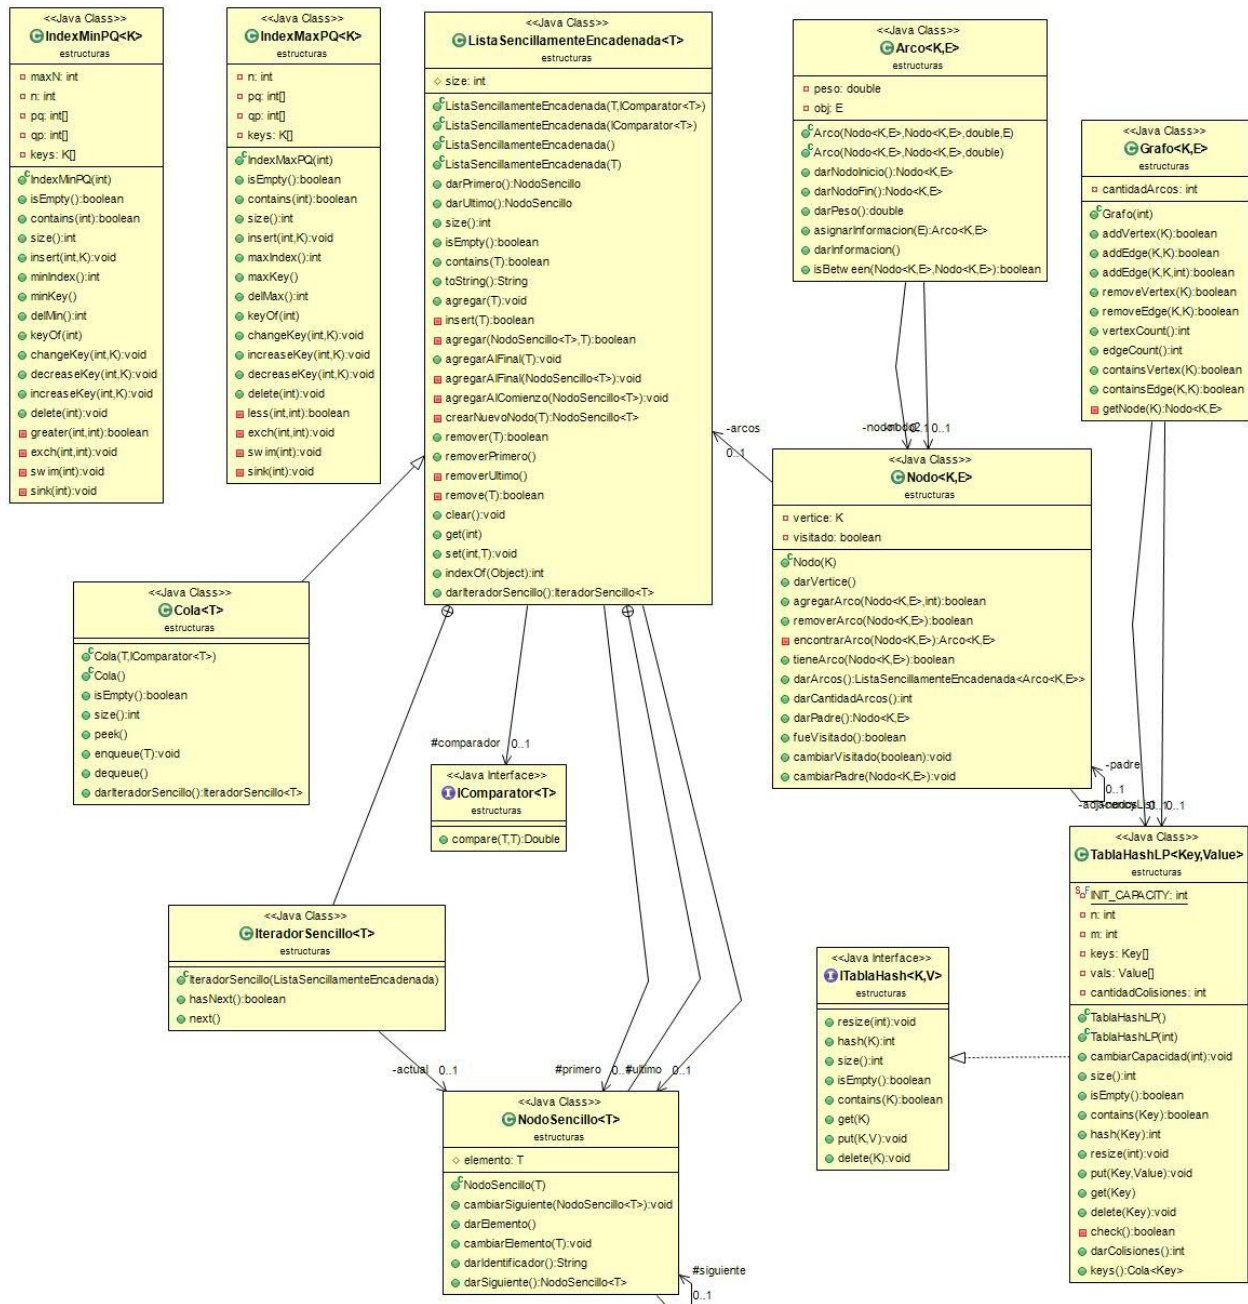 <<Java Class>>
IndexMinPQ<K>
estructuras
maxN: int
n: int
pq: int[]
qp: int[]
keys: K[]
IndexMinPQ(int)
isEmpty():boolean
contains(int):boolean
size():int
insert(int,K):void
minIndex():int
minKey()
delMin():int
keyOf(int)
changeKey(int,K):void
decreaseKey(int,K):void
increaseKey(int,K):void
delete(int):void
greater(int,int):boolean
exch(int,int):void
swim(int):void
sink(int):void
<<Java Class>>
IndexMaxPQ<K>
estructuras
n: int
pq: int[]
qp: int[]
keys: K[]
IndexMaxPQ(int)
isEmpty():boolean
contains(int):boolean
size():int
insert(int,K):void
maxIndex():int
maxKey()
delMax():int
keyOf(int)
changeKey(int,K):void
increaseKey(int,K):void
decreaseKey(int,K):void
delete(int):void
less(int,int):boolean
exch(int,int):void
swim(int):void
sink(int):void
<<Java Class>>
ListaSencillamenteEncadenada<T>
estructuras
size: int
ListaSencillamenteEncadenada(T,IComparator<T>)
ListaSencillamenteEncadenada(IComparator<T>)
ListaSencillamenteEncadenada()
ListaSencillamenteEncadenada(T)
darPrimero():NodoSencillo
darUltimo():NodoSencillo
size():int
isEmpty():boolean
contains(T):boolean
toString():String
agregar(T):void
insert(T):boolean
agregar(NodoSencillo<T>,T):boolean
agregarAlFinal(T):void
agregarAlFinal(NodoSencillo<T>):void
agregarAlComienzo(NodoSencillo<T>):void
crearNuevoNodo(T):NodoSencillo<T>
remover(T):boolean
removerPrimero()
removerUltimo()
remove(T):boolean
clear():void
get(int)
set(int,T):void
indexOf(Object):int
darIteradorSencillo():IteradorSencillo<T>
<<Java Class>>
Arco<K,E>
estructuras
peso: double
obj: E
Arco(Nodo<K,E>,Nodo<K,E>,double,E)
Arco(Nodo<K,E>,Nodo<K,E>,double)
darNodoInicio():Nodo<K,E>
darNodoFin():Nodo<K,E>
darPeso():double
asignarInformacion(E):Arco<K,E>
darInformacion()
isBetween(Nodo<K,E>,Nodo<K,E>):boolean
<<Java Class>>
Grafo<K,E>
estructuras
cantidadArcos: int
Grafo(int)
addVertex(K):boolean
addEdge(K,K):boolean
addEdge(K,K,int):boolean
removeVertex(K):boolean
removeEdge(K,K):boolean
vertexCount():int
edgeCount():int
containsVertex(K):boolean
containsEdge(K,K):boolean
getNode(K):Nodo<K,E>
-arcos
0..1
0..1
<<Java Class>>
Nodo<K,E>
estructuras
vertice: K
visitado: boolean
Nodo(K)
darVertice()
agregarArco(Nodo<K,E>,int):boolean
removerArco(Nodo<K,E>):boolean
encontrarArco(Nodo<K,E>):Arco<K,E>
tieneArco(Nodo<K,E>):boolean
darArcos():ListaSencillamenteEncadenada<Arco<K,E>>
darCantidadArcos():int
darPadre():Nodo<K,E>
fueVisitado():boolean
cambiarVisitado(boolean):void
cambiarPadre(Nodo<K,E>):void
-padre
0..1
0..1
<<Java Class>>
Cola<T>
estructuras
Cola(T,IComparator<T>)
Cola()
isEmpty():boolean
size():int
peek()
enqueue(T):void
dequeue()
darIteradorSencillo():IteradorSencillo<T>
#comparador 0..1
<<Java Interface>>
IComparator<T>
estructuras
compare(T,T):Double
<<Java Class>>
IteradorSencillo<T>
estructuras
IteradorSencillo(ListaSencillamenteEncadenada)
hasNext():boolean
next()
-actual 0..1
#primero
#ultimo 0..1
<<Java Class>>
NodoSencillo<T>
estructuras
elemento: T
NodoSencillo(T)
cambiarSiguiente(NodoSencillo<T>):void
darElemento()
cambiarElemento(T):void
darIdentificador():String
darSiguiente():NodoSencillo<T>
#siguiente
0..1
<<Java Interface>>
ITablaHash<K,V>
estructuras
resize(int):void
hash(K):int
size():int
isEmpty():boolean
contains(K):boolean
get(K)
put(K,V):void
delete(K):void
<<Java Class>>
TablaHashLP<Key,Value>
estructuras
INIT_CAPACITY: int
n: int
m: int
keys: Key[]
vals: Value[]
cantidadColisiones: int
TablaHashLP()
TablaHashLP(int)
cambiarCapacidad(int):void
size():int
isEmpty():boolean
contains(Key):boolean
hash(Key):int
resize(int):void
put(Key,Value):void
get(Key)
delete(Key):void
check():boolean
darColisiones():int
keys():Cola<Key>